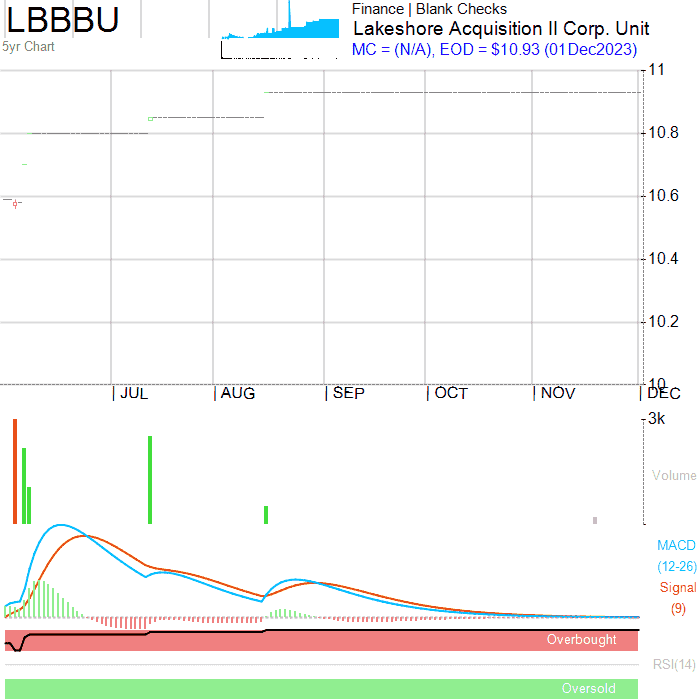 LBBBU
5yr Chart
Finance | Blank Checks
Lakeshore Acquisition II Corp. Unit
MC = (N/A), EOD = $10.93 (01Dec2023)
11
10.8
10.6
10.4
10.2
10
JUL AUG SEP OCT NOV DEC
3k
Volume
MACD
(12-26)
Signal
(9)
Overbought
RSI(14)
Oversold